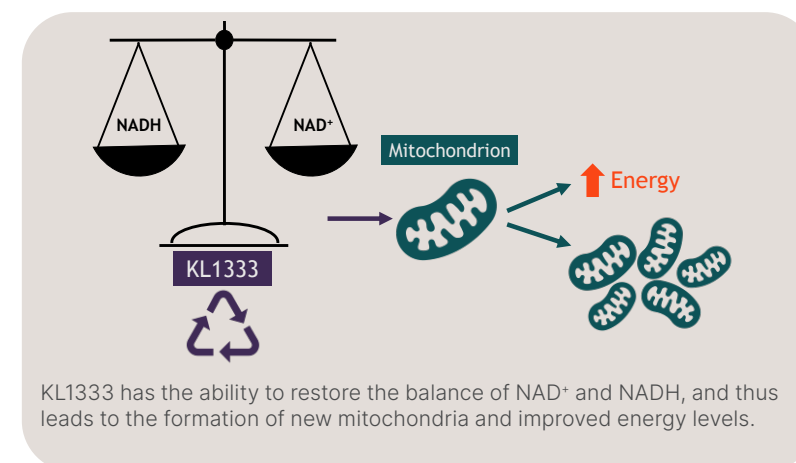 NADH
NAD⁺
Mitochondrion
Energy
KL1333
KL1333 has the ability to restore the balance of NAD⁺ and NADH, and thus
leads to the formation of new mitochondria and improved energy levels.